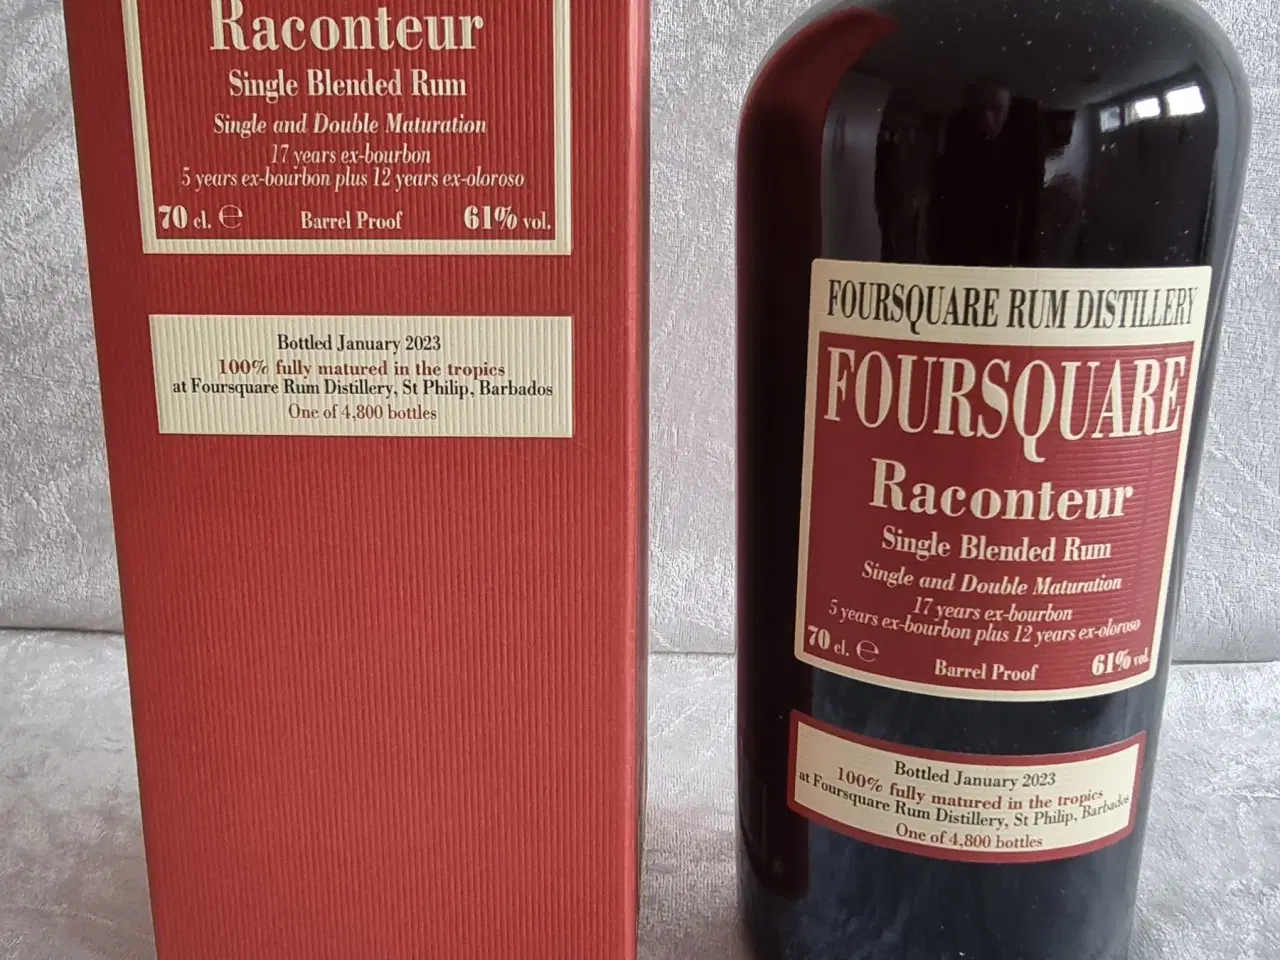 Raconteur
Single Blended Rum
Single and Double Maturation
17 years ex-bourbon
5 years ex-bourbon plus 12 years ex-oloroso
70 cl. ℮ Barrel Proof 61% vol.
Bottled January 2023
100% fully matured in the tropics
at Foursquare Rum Distillery, St Philip, Barbados
One of 4,800 bottles
FOURSQUARE RUM DISTILLERY
FOURSQUARE
Raconteur
Single Blended Rum
Single and Double Maturation
17 years ex-bourbon
5 years ex-bourbon plus 12 years ex-oloroso
70 cl. ℮ Barrel Proof 61% vol.
Bottled January 2023
100% fully matured in the tropics
at Foursquare Rum Distillery, St Philip, Barbados
One of 4,800 bottles